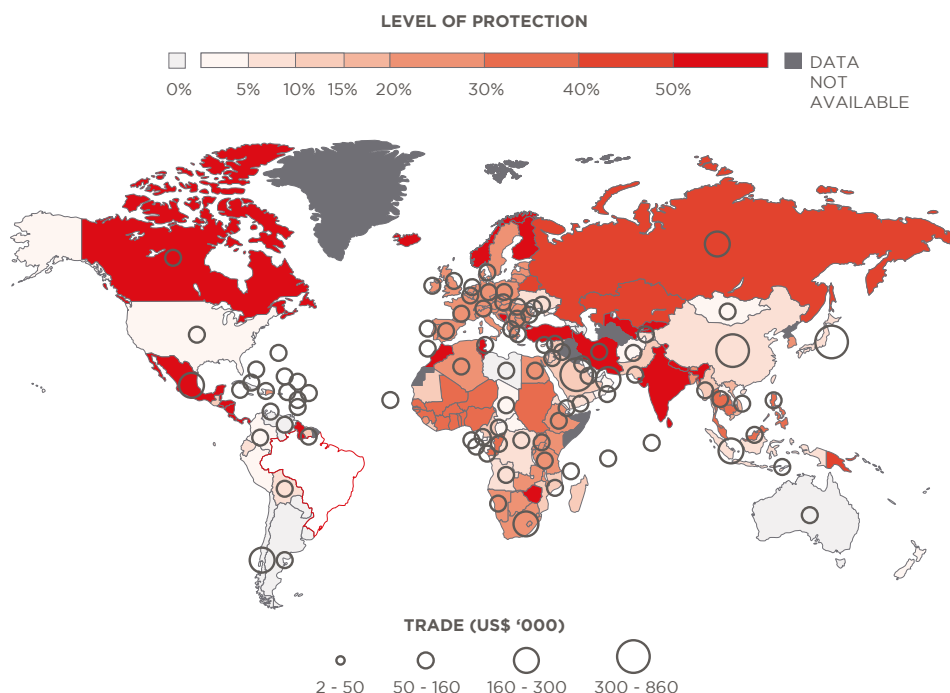 LEVEL OF PROTECTION
0% 5% 10% 15% 20% 30% 40% 50%
DATA
NOT
AVAILABLE
TRADE (US$ ‘000)
2 - 50 50 - 160 160 - 300 300 - 860